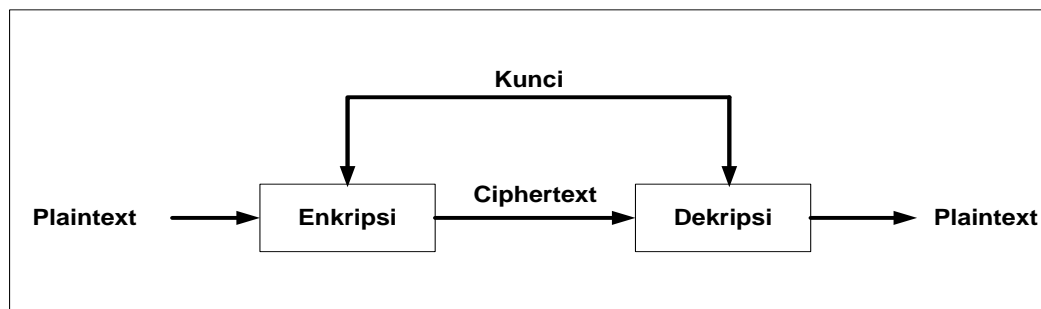 Kunci
Plaintext
Enkripsi
Ciphertext
Dekripsi
Plaintext